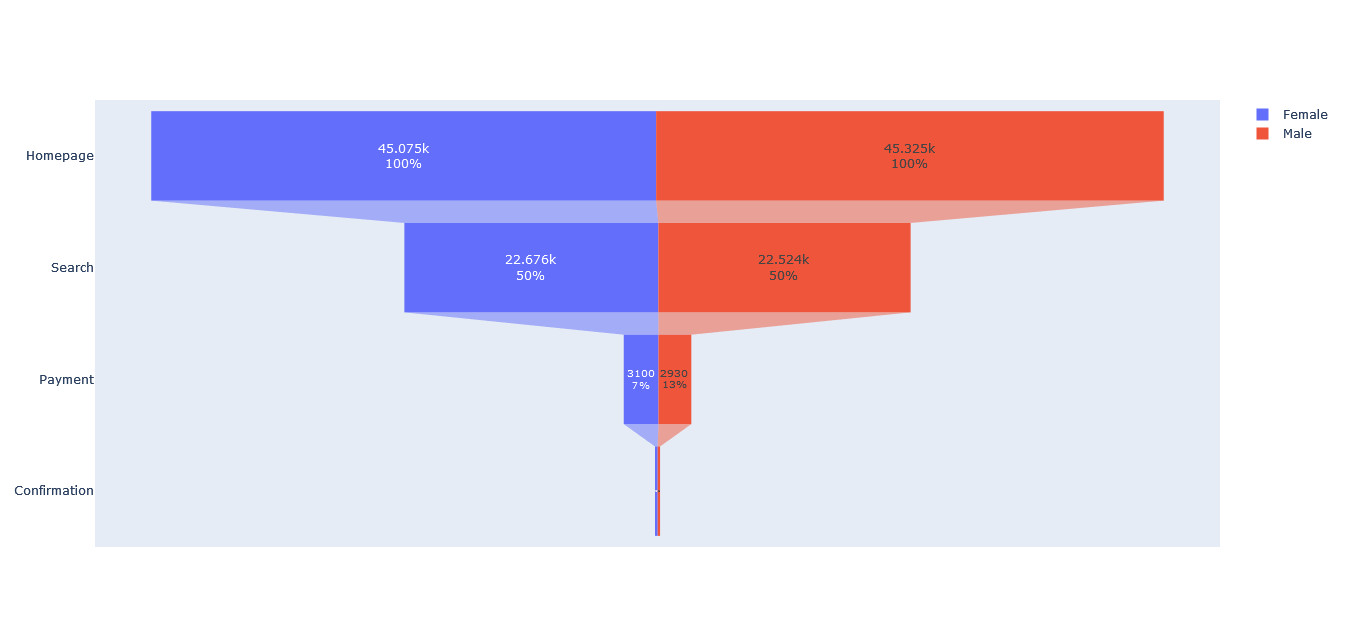 Female
Male
Homepage
45.075k
100%
45.325k
100%
Search
22.676k
50%
22.524k
50%
Payment
3100
7%
2930
13%
Confirmation